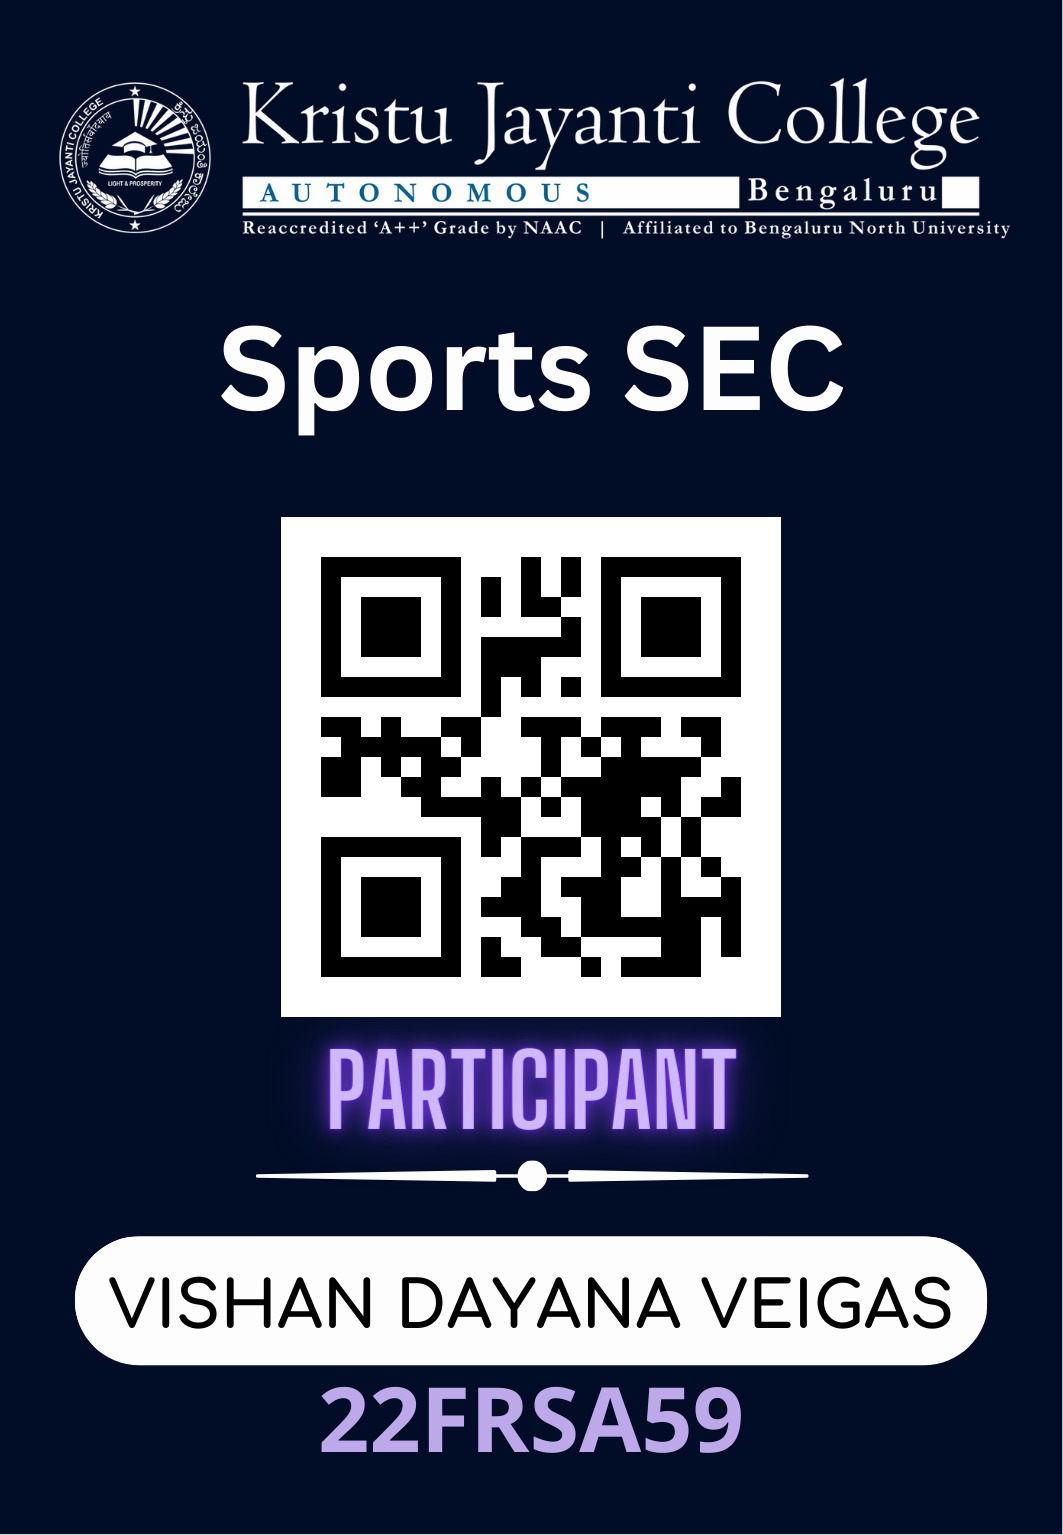 KRISTU JAYANTI COLLEGE
LIGHT & PROSPERITY
Kristu Jayanti College
AUTONOMOUS Bengaluru
Reaccredited ‘A++’ Grade by NAAC | Affiliated to Bengaluru North University
Sports SEC
PARTICIPANT
VISHAN DAYANA VEIGAS
22FRSA59